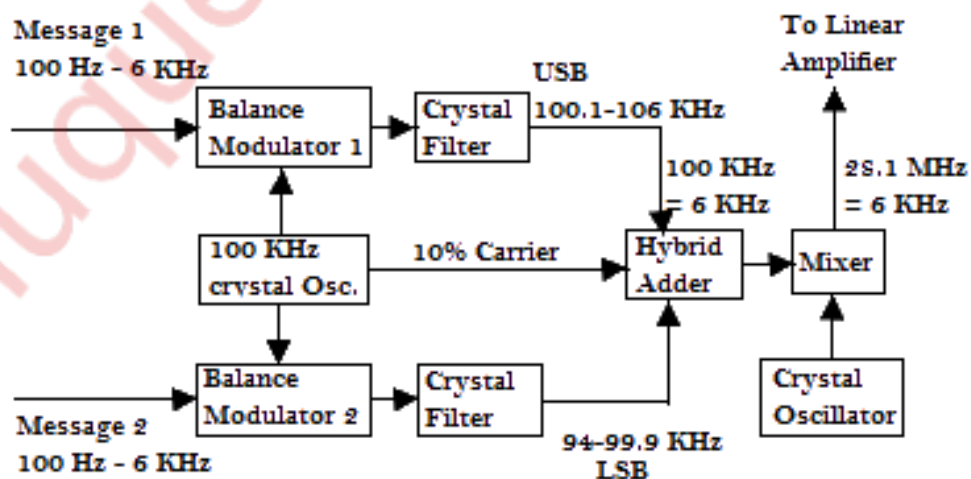 Message 1
100 Hz - 6 KHz
Balance
Modulator 1
Crystal
Filter
USB
100.1-106 KHz
To Linear
Amplifier
100 KHz
= 6 KHz
28.1 MHz
= 6 KHz
100 KHz
crystal Osc.
10% Carrier
Hybrid
Adder
Mixer
Balance
Modulator 2
Crystal
Filter
Crystal
Oscillator
Message 2
100 Hz - 6 KHz
94-99.9 KHz
LSB